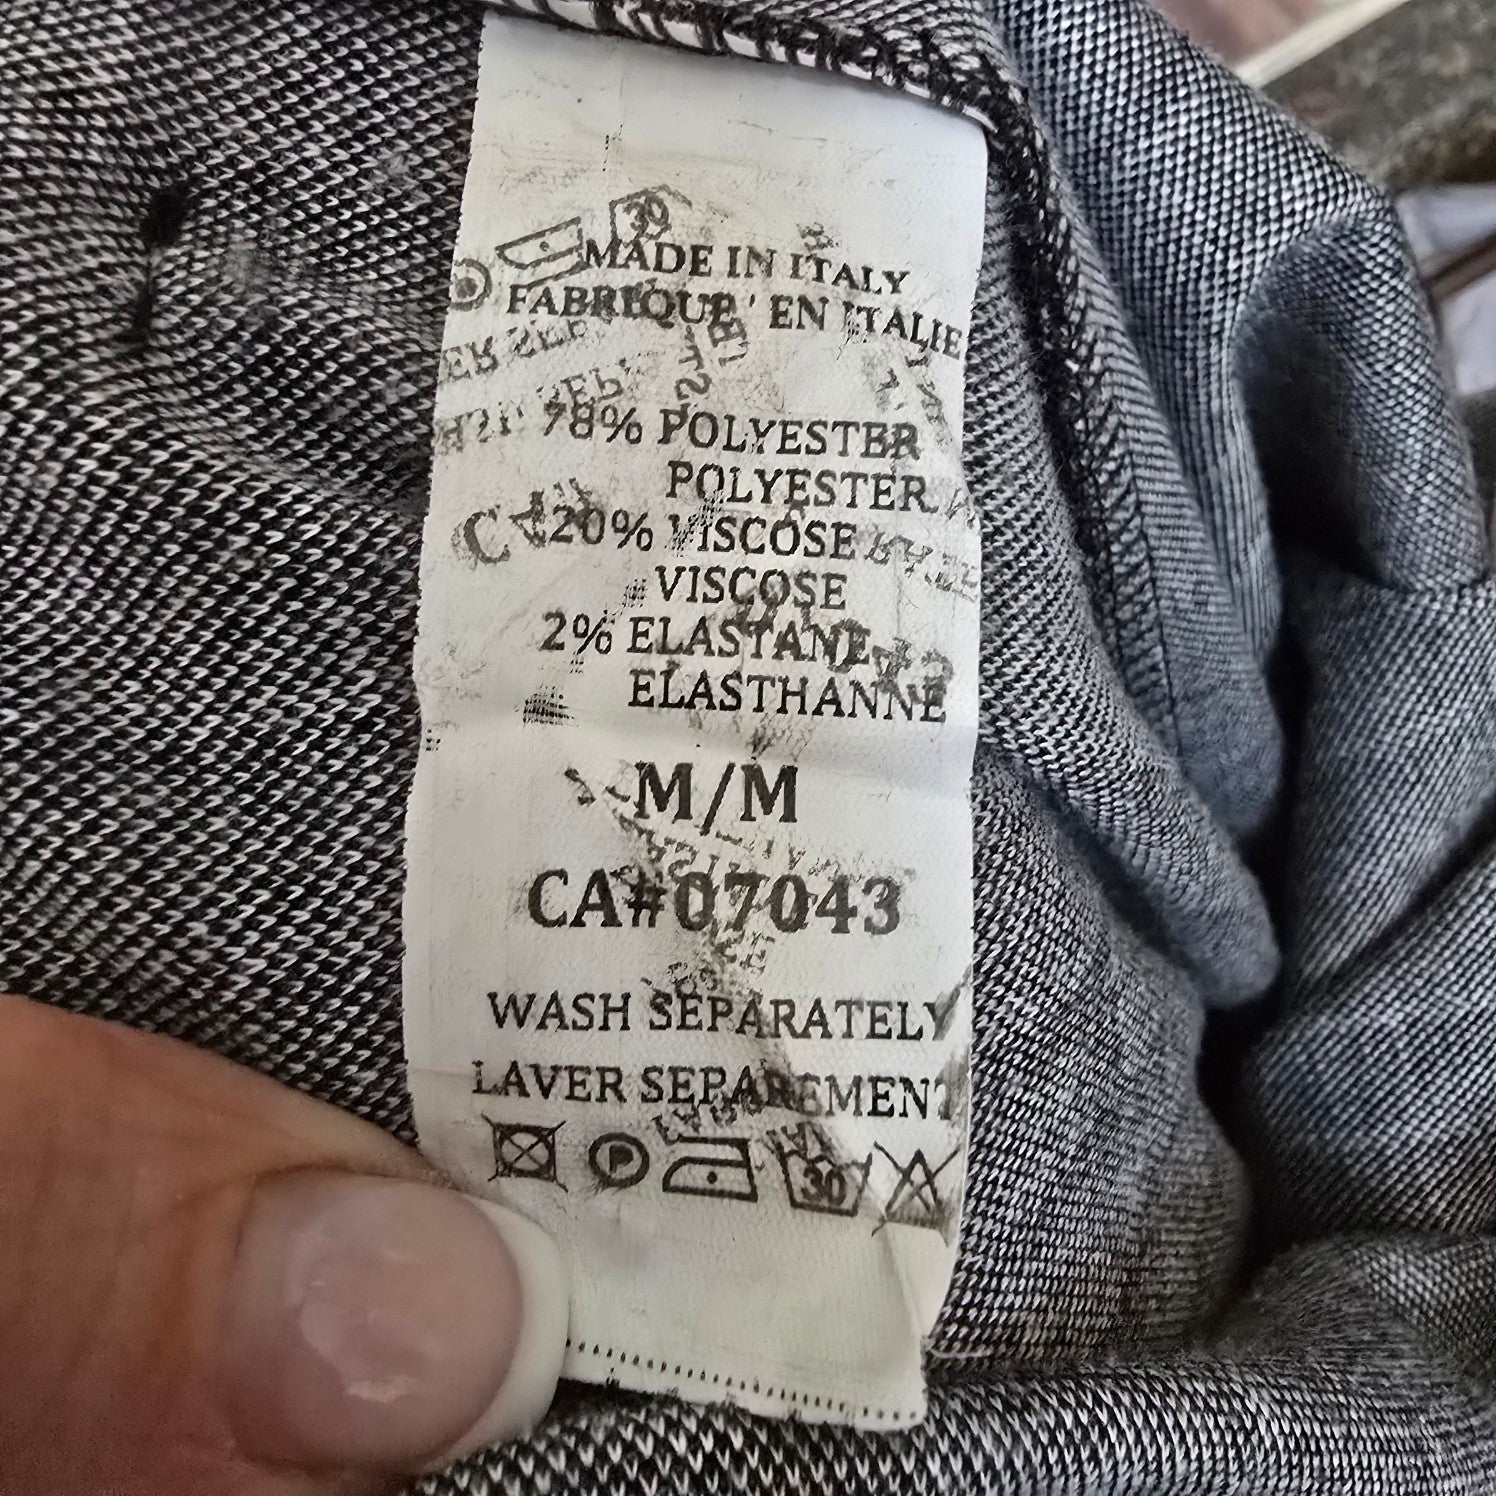 MADE IN ITALY
FABRIQUE' EN ITALIE
78% POLYESTER
POLYESTER
20% VISCOSE
VISCOSE
2% ELASTANE
ELASTHANNE
M/M
CA#07043
WASH SEPARATELY
LAVER SEPAREMENT
P 30